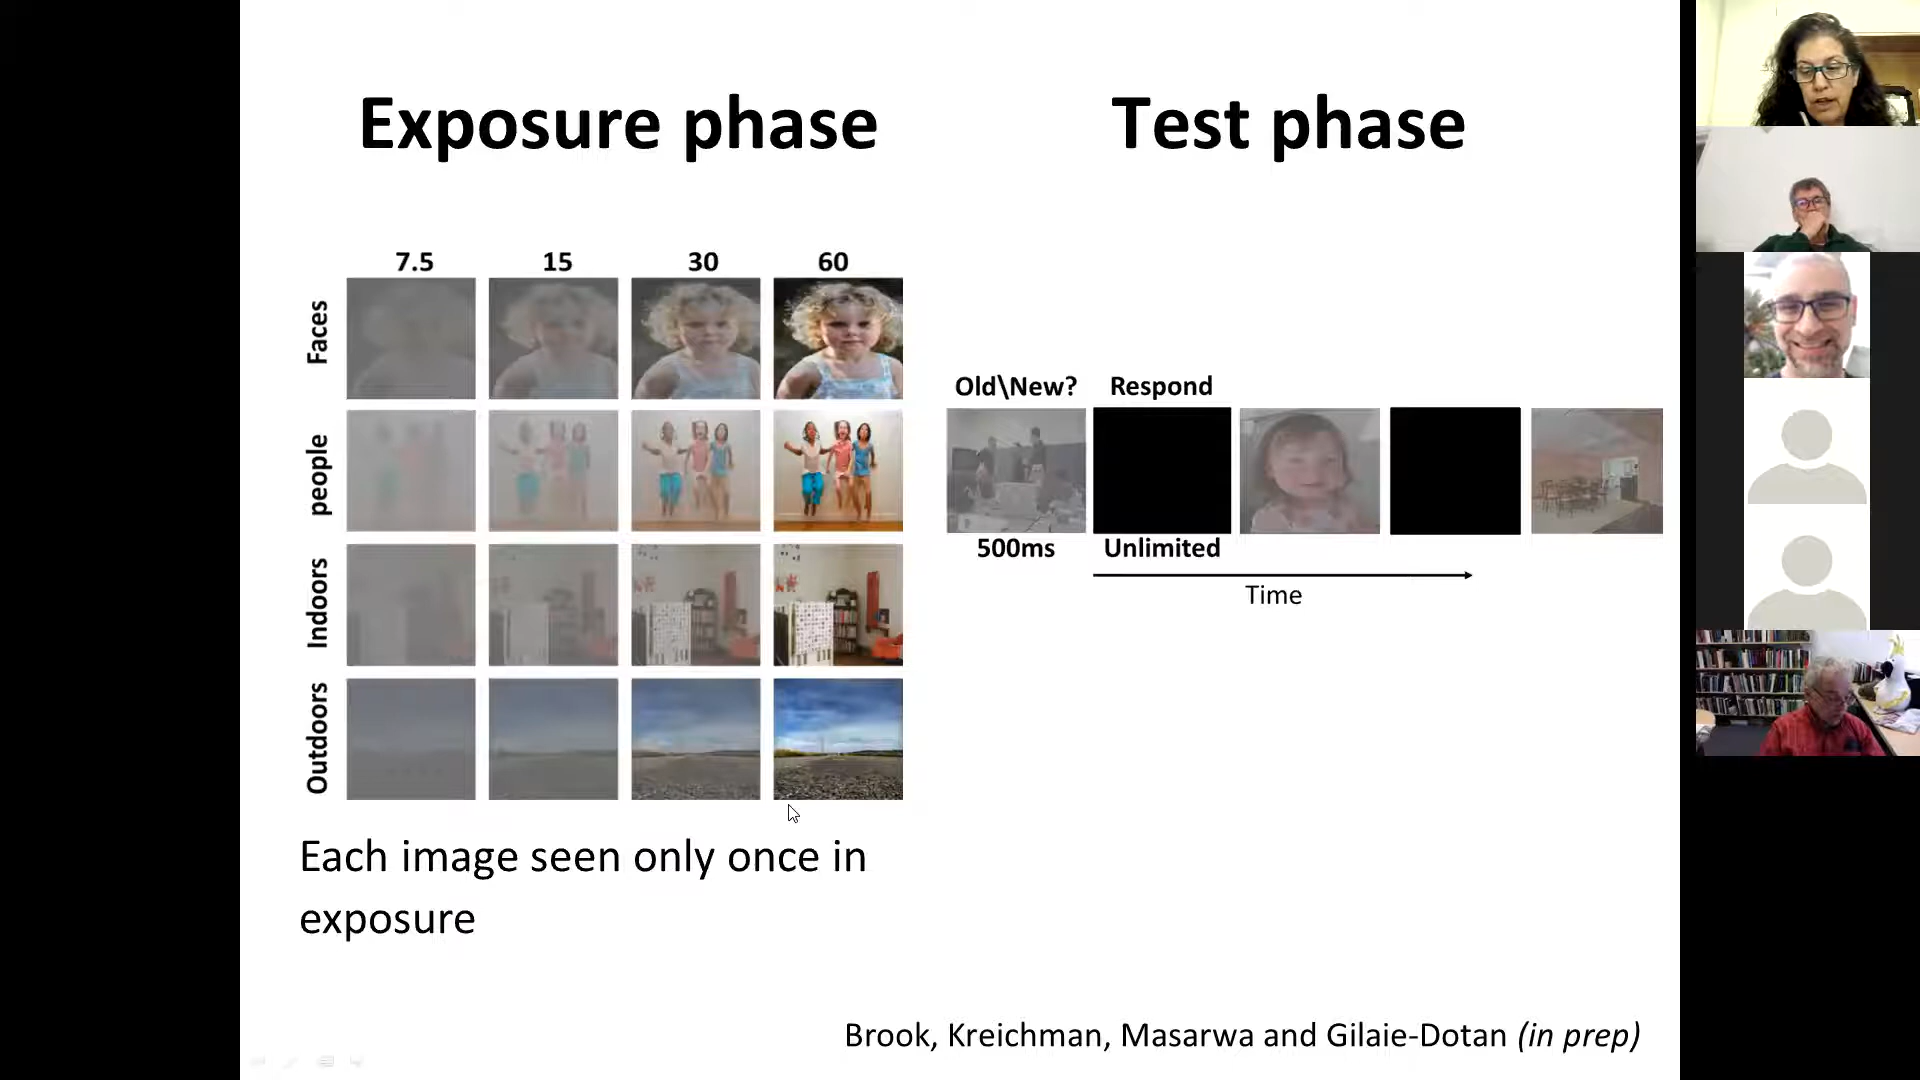 Exposure phase
Test phase
7.5 15 30 60
Faces
people
Indoors
Outdoors
Old\New? Respond
500ms Unlimited
Time
Each image seen only once in
exposure
Brook, Kreichman, Masarwa and Gilaie-Dotan (in prep)